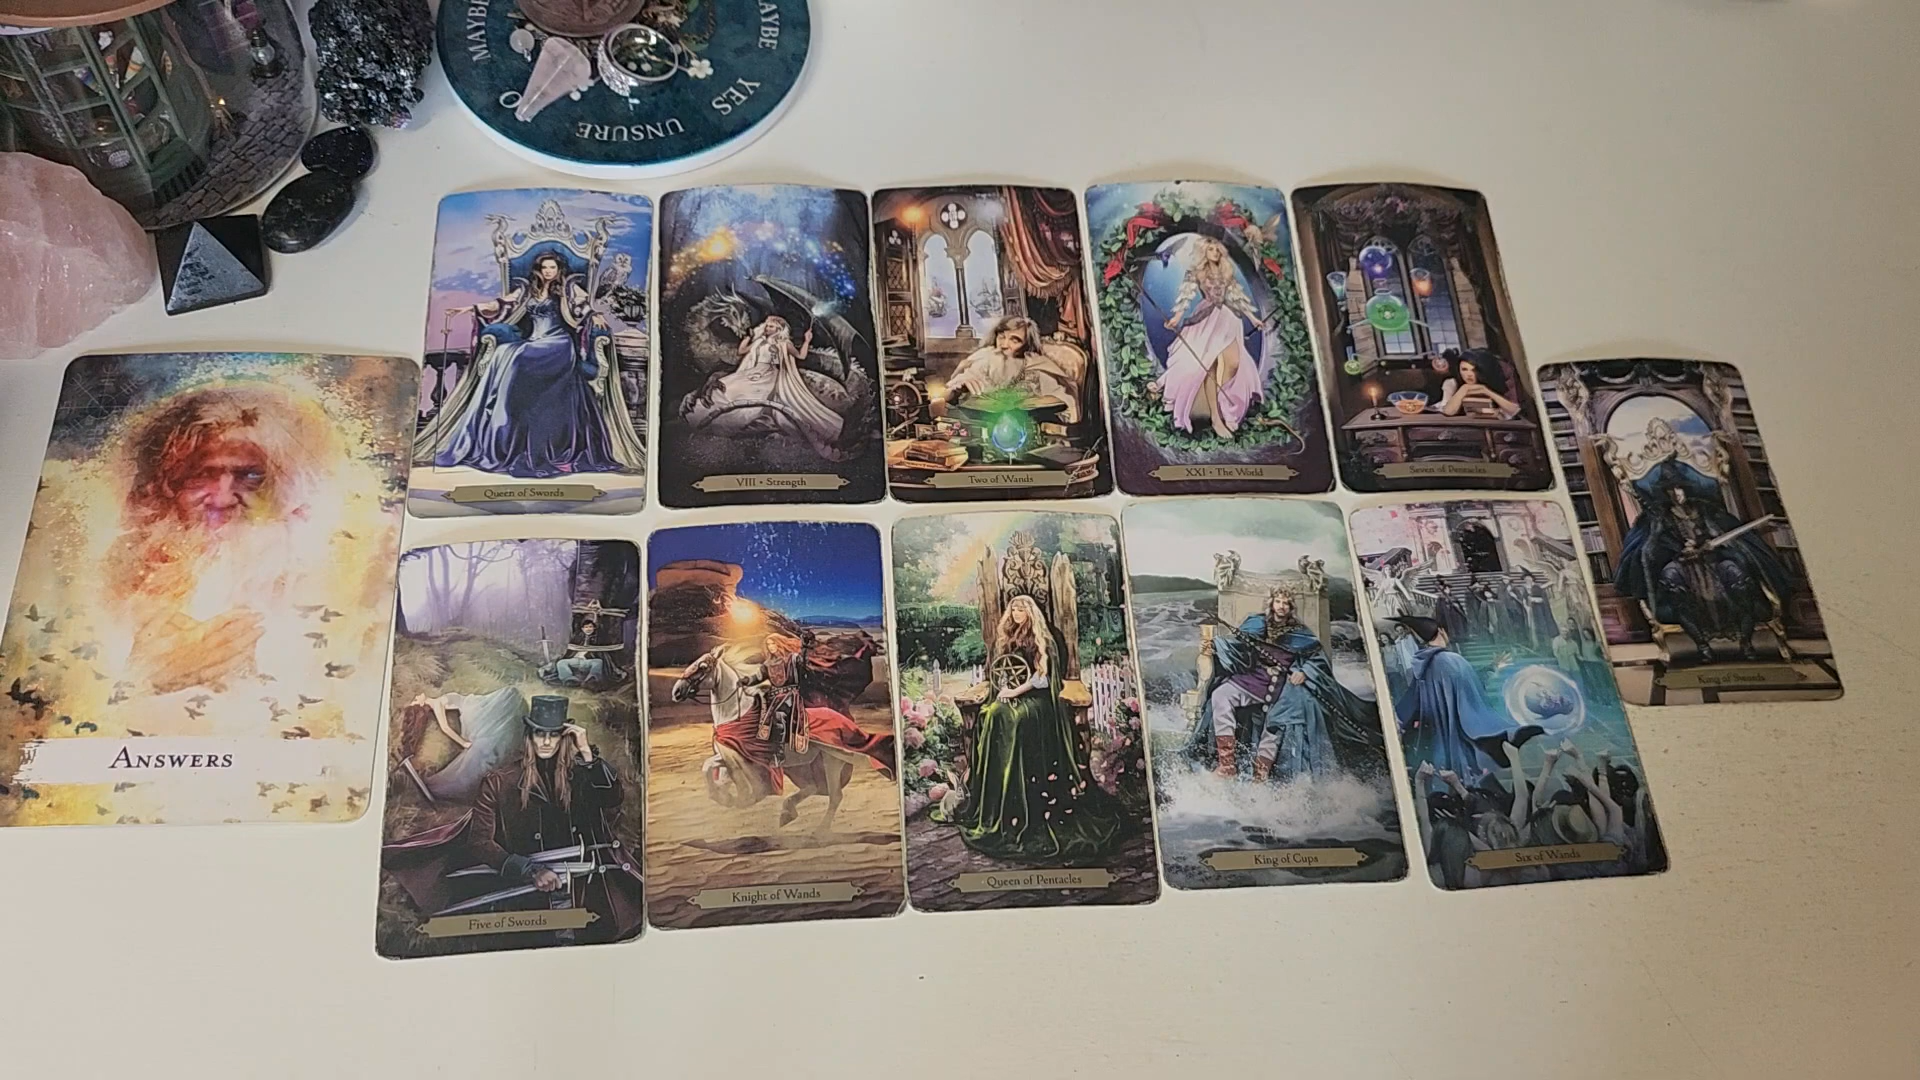 MAYBE
MAYBE
YES
UNSURE
Queen of Swords
VIII • Strength
Two of Wands
XXI • The World
Seven of Pentacles
King of Swords
ANSWERS
Five of Swords
Knight of Wands
Queen of Pentacles
King of Cups
Six of Wands